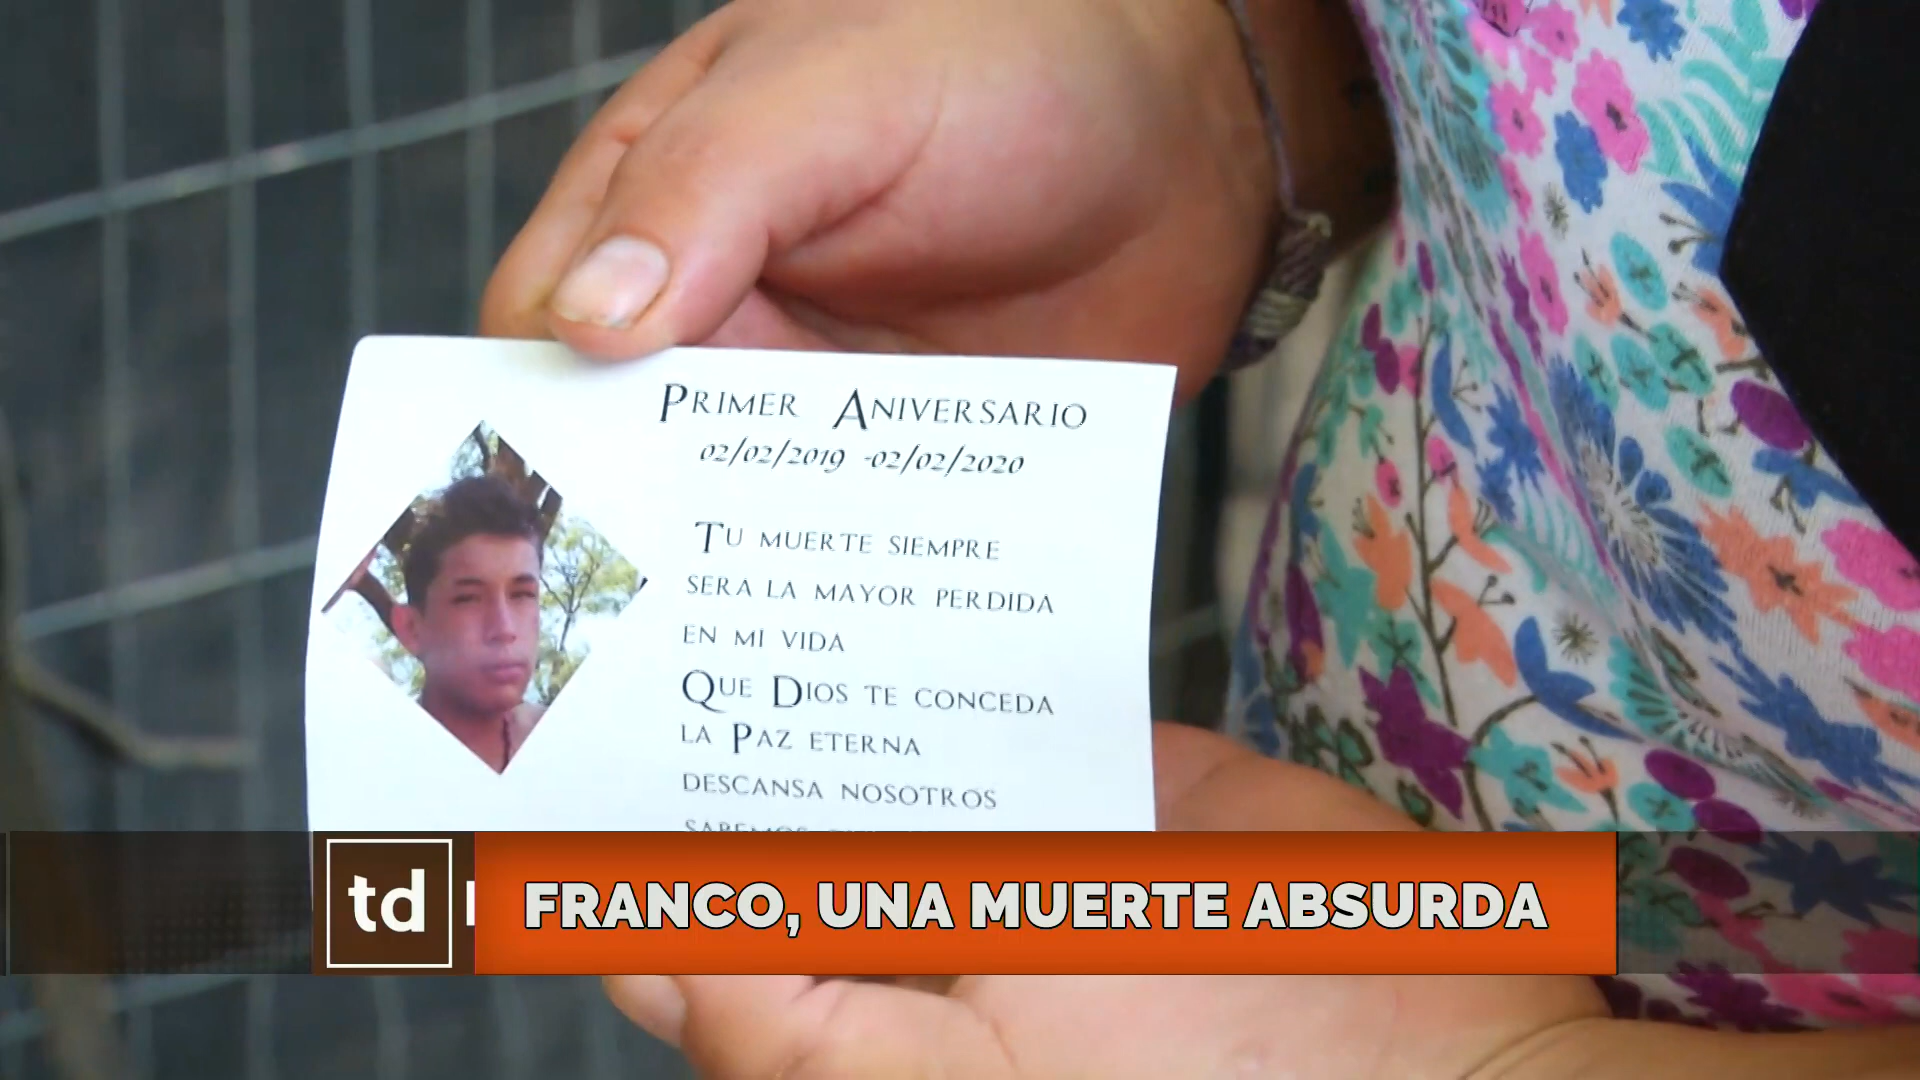 PRIMER ANIVERSARIO
02/02/2019 -02/02/2020
TU MUERTE SIEMPRE
SERA LA MAYOR PERDIDA
EN MI VIDA
QUE DIOS TE CONCEDA
LA PAZ ETERNA
DESCANSA NOSOTROS
SABEMOS
td
FRANCO, UNA MUERTE ABSURDA